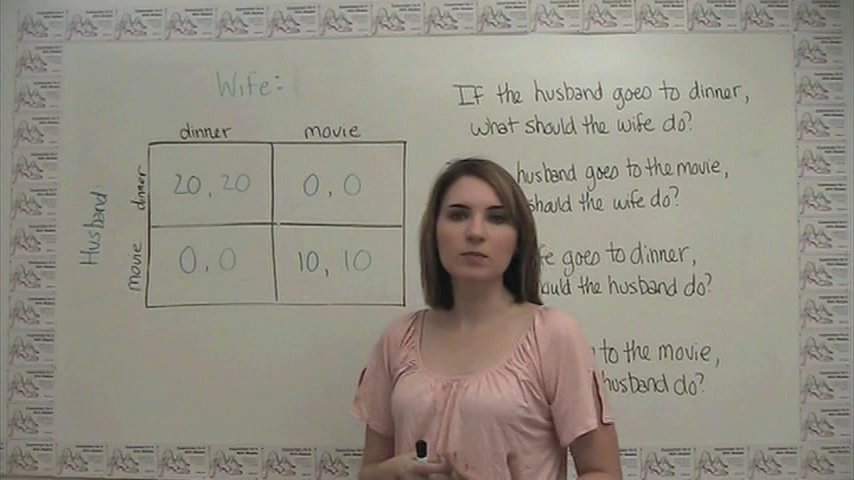 Wife:
dinner movie
Husband:
dinner
20, 20 0, 0
movie
0, 0 10, 10
If the husband goes to dinner,
what should the wife do?
husband goes to the movie,
should the wife do?
goes to dinner,
the husband do?
to the movie,
husband do?